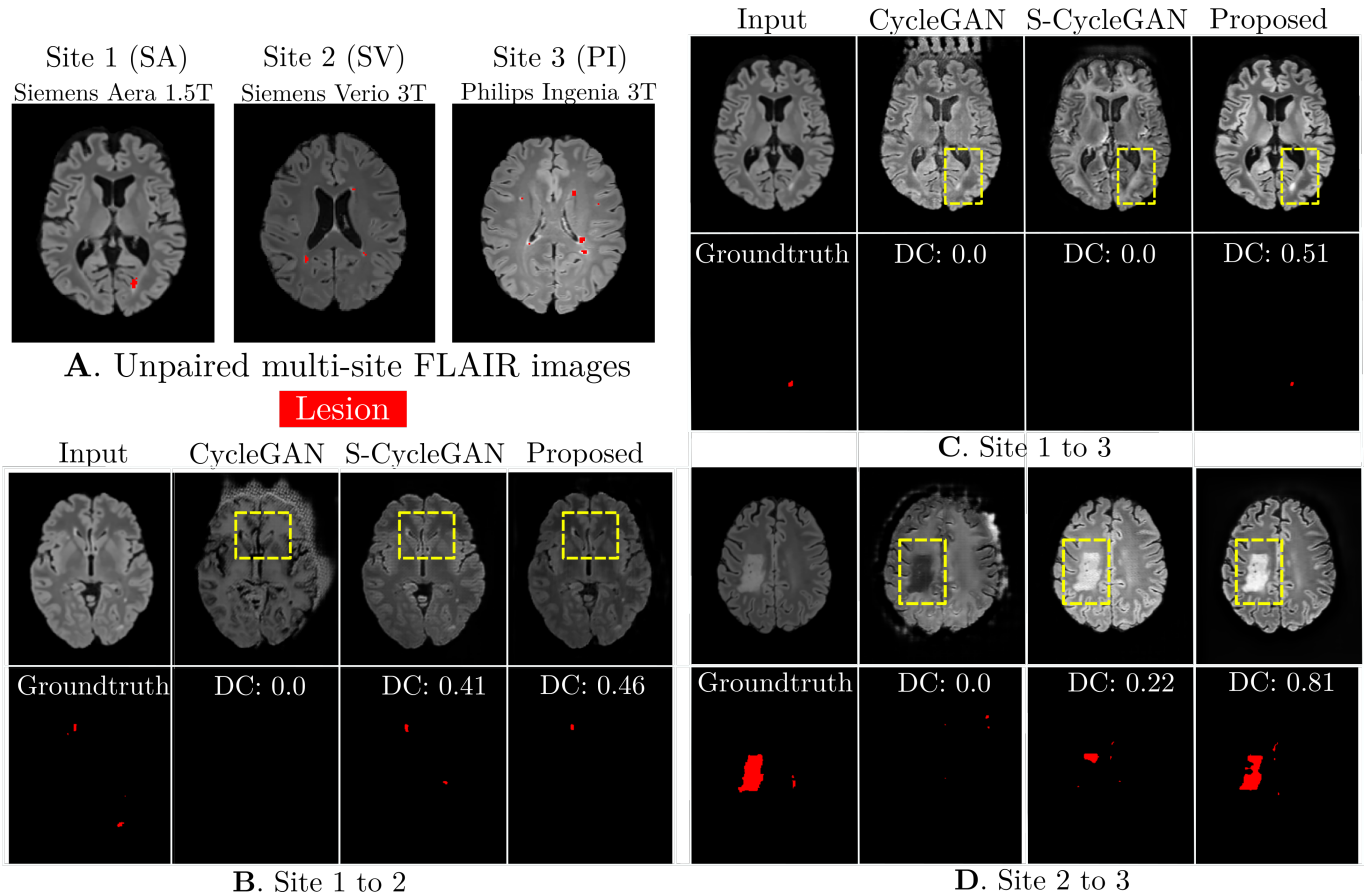 Site 1 (SA) Site 2 (SV) Site 3 (PI)
Siemens Aera 1.5T Siemens Verio 3T Philips Ingenia 3T
A. Unpaired multi-site FLAIR images
Lesion
Input CycleGAN S-CycleGAN Proposed
Groundtruth DC: 0.0 DC: 0.41 DC: 0.46
B. Site 1 to 2
Input CycleGAN S-CycleGAN Proposed
Groundtruth DC: 0.0 DC: 0.0 DC: 0.51
C. Site 1 to 3
Groundtruth DC: 0.0 DC: 0.22 DC: 0.81
D. Site 2 to 3